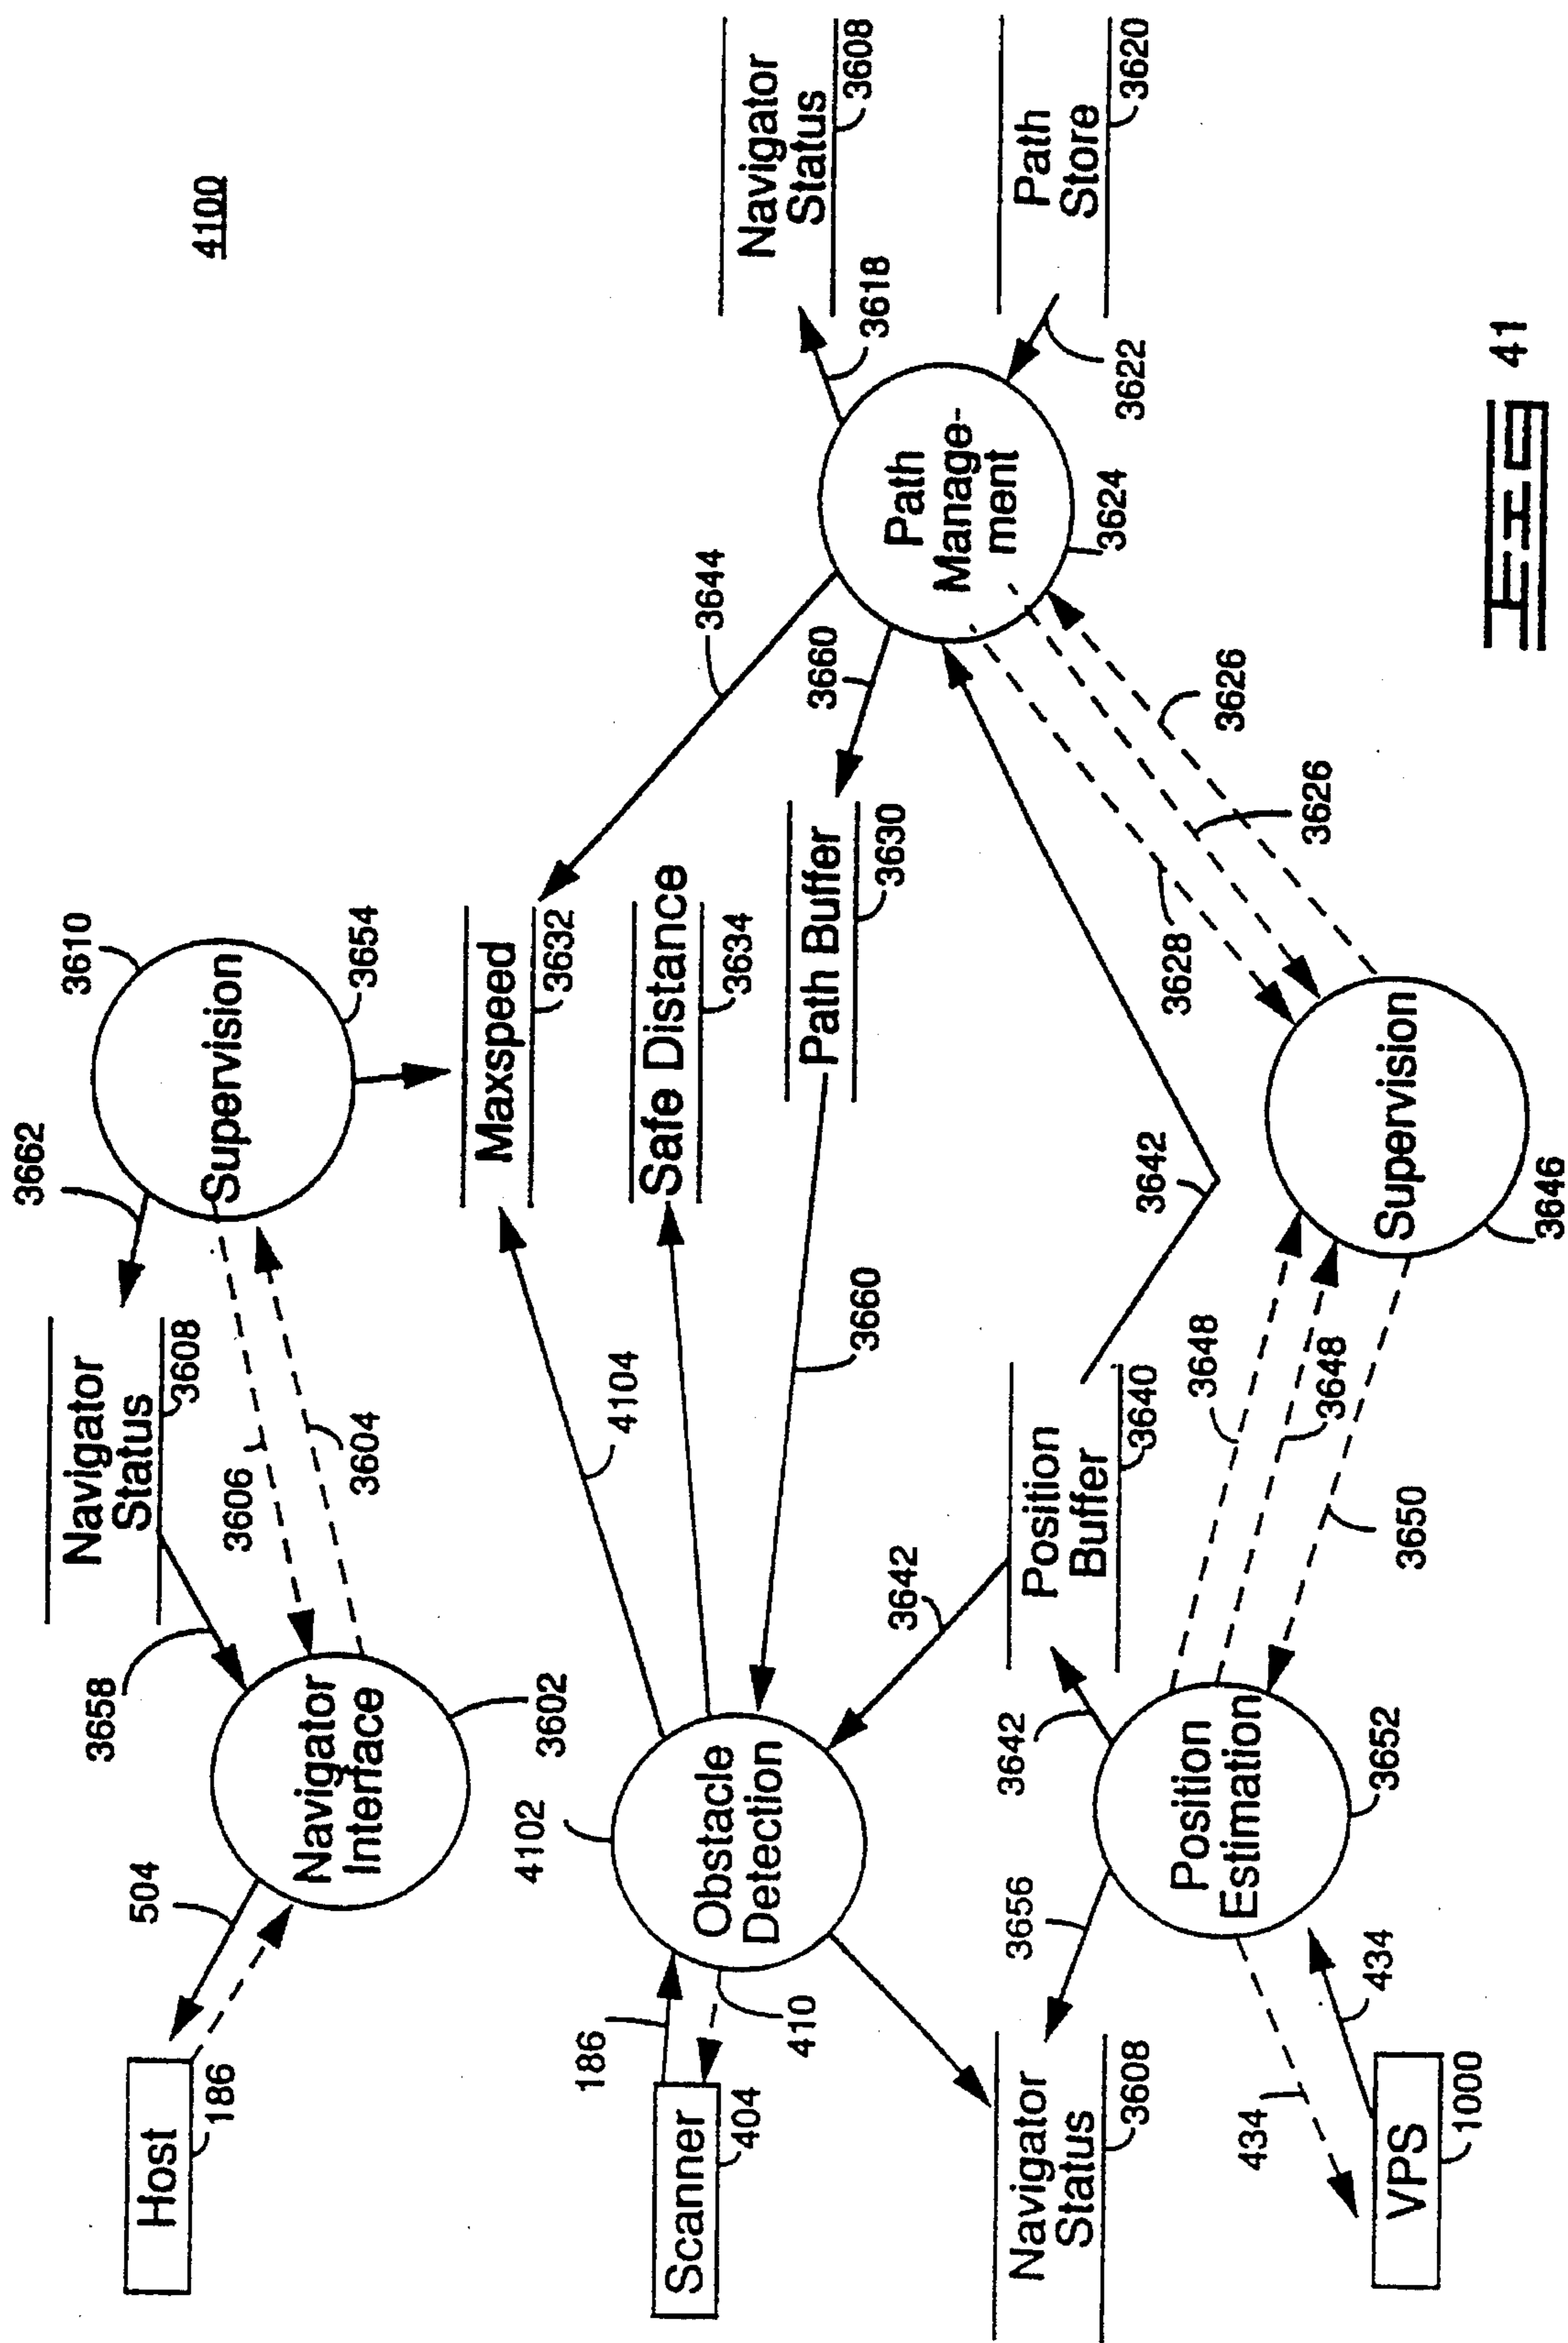 4100
Host
186
504
Navigator
Interface
3602
3658
Navigator
Status
3608
3606
3604
3662
Supervision
3610
3654
Maxspeed
3632
3644
Safe Distance
3634
Path Buffer
3630
3660
3660
4104
Scanner
404
186
410
4102
Obstacle
Detection
3642
Navigator
Status
3608
3656
3642
Position
Buffer
3640
3642
Path
Manage-
ment
3624
3618
Navigator
Status
3608
Path
Store
3620
3622
VPS
1000
434
434
Position
Estimation
3652
3648
3648
3650
Supervision
3646
3628
3626
3626
FIG 41